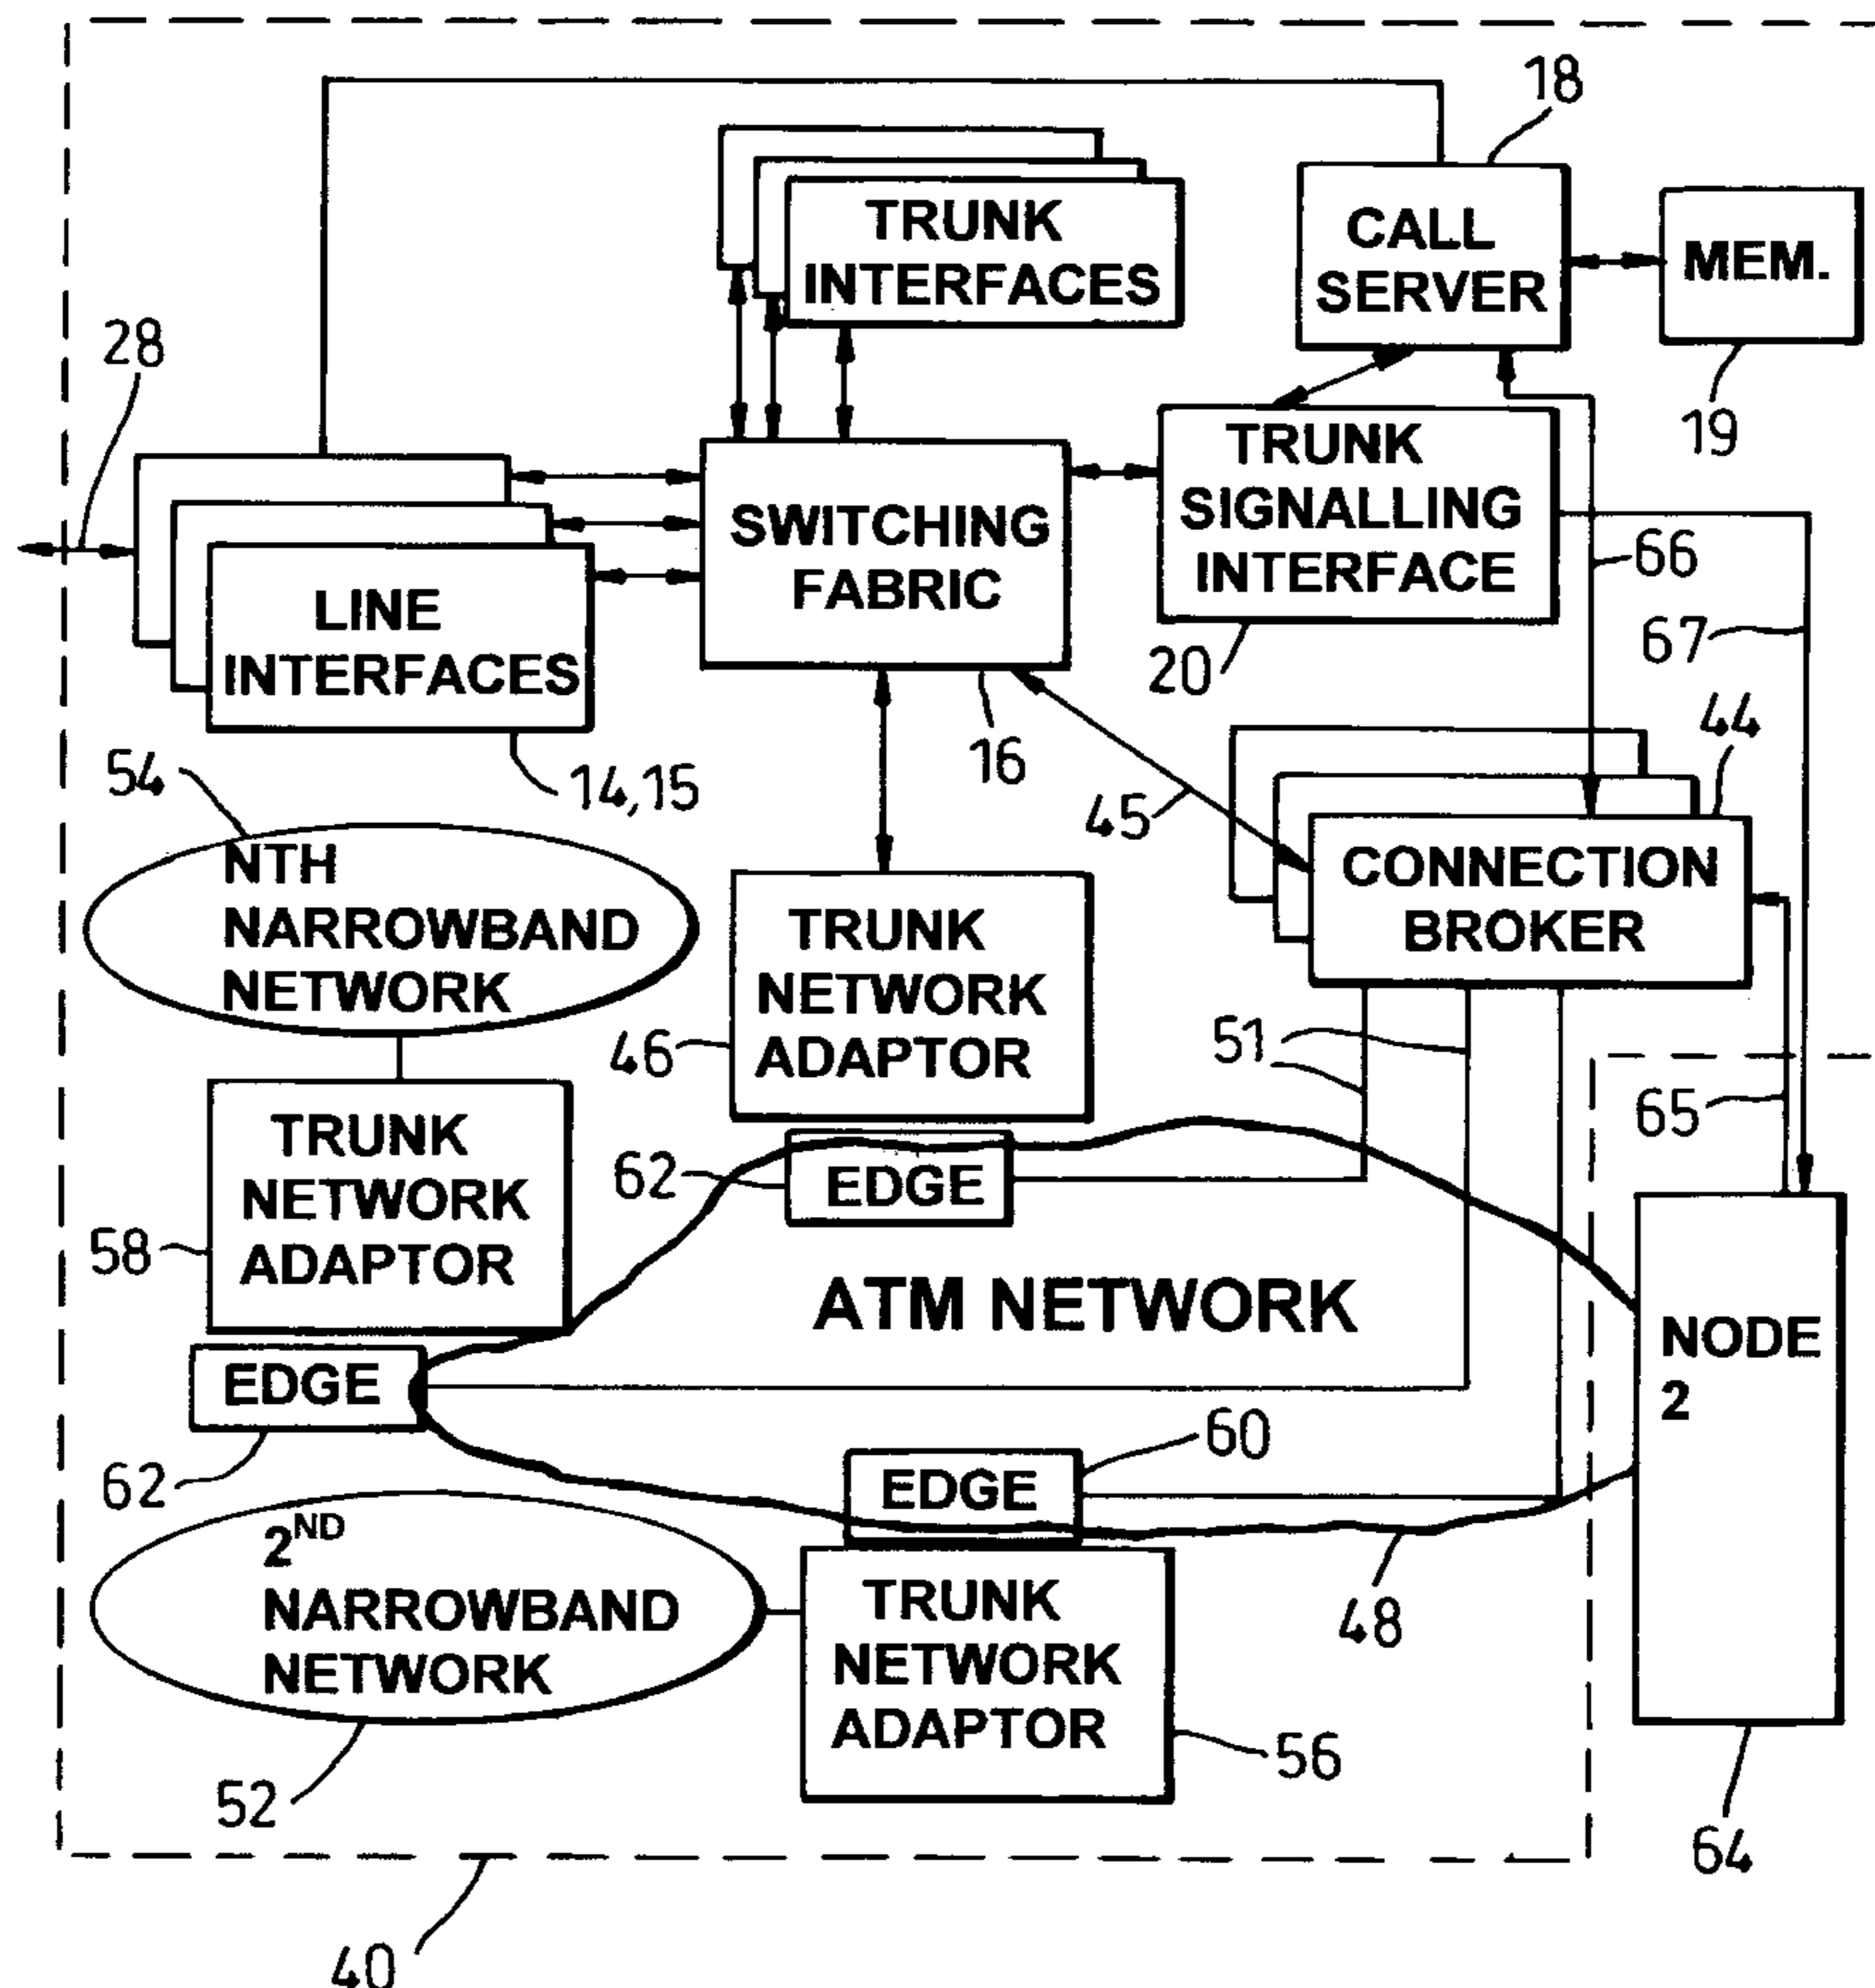 18
TRUNK
INTERFACES
CALL
SERVER
MEM.
28
19
TRUNK
SIGNALLING
INTERFACE
SWITCHING
FABRIC
66
LINE
INTERFACES
67
20
44
16
54
14,15
45
NTH
NARROWBAND
NETWORK
CONNECTION
BROKER
TRUNK
NETWORK
ADAPTOR
46
51
65
TRUNK
NETWORK
ADAPTOR
62
EDGE
58
ATM NETWORK
NODE
2
EDGE
60
62
EDGE
2ND
NARROWBAND
NETWORK
TRUNK
NETWORK
ADAPTOR
48
56
52
64
40